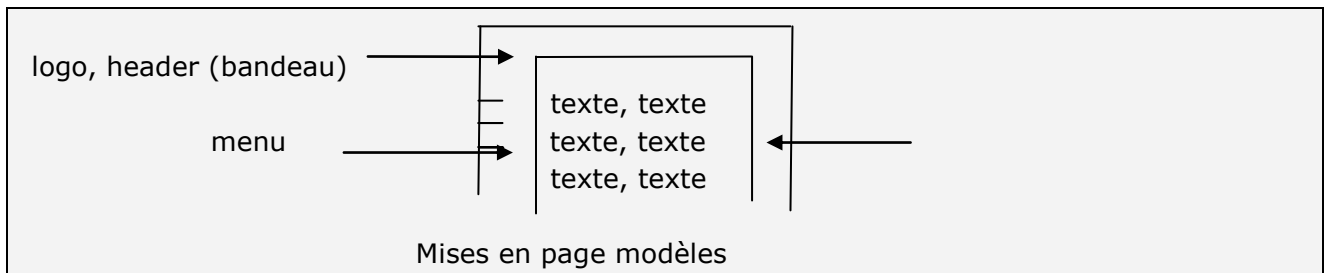 logo, header (bandeau)
texte, texte
menu
texte, texte
texte, texte
Mises en page modèles